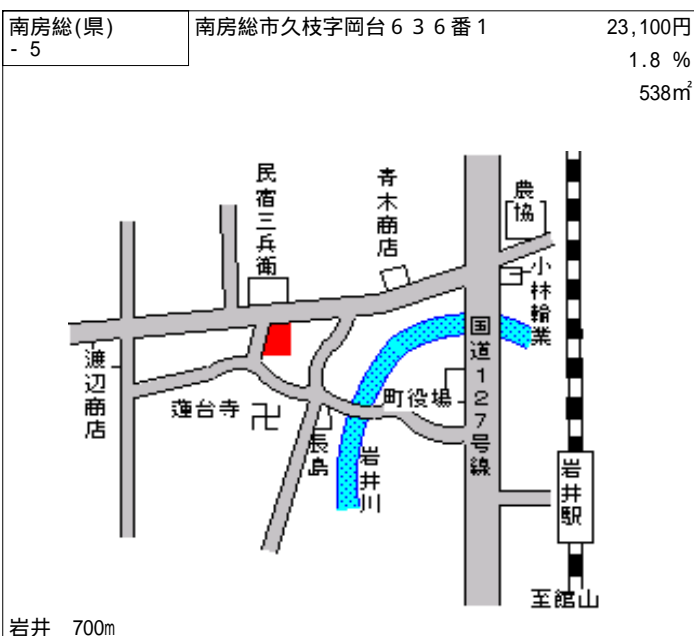 南房総(県)
- 5
南房総市久枝字岡台６３６番１
23,100円
1.8 %
538㎡
民宿三兵衛
青木商店
農協
小林輪業
国道１２７号線
渡辺商店
蓮台寺
長島
岩井川
町役場
岩井駅
至館山
岩井　700m